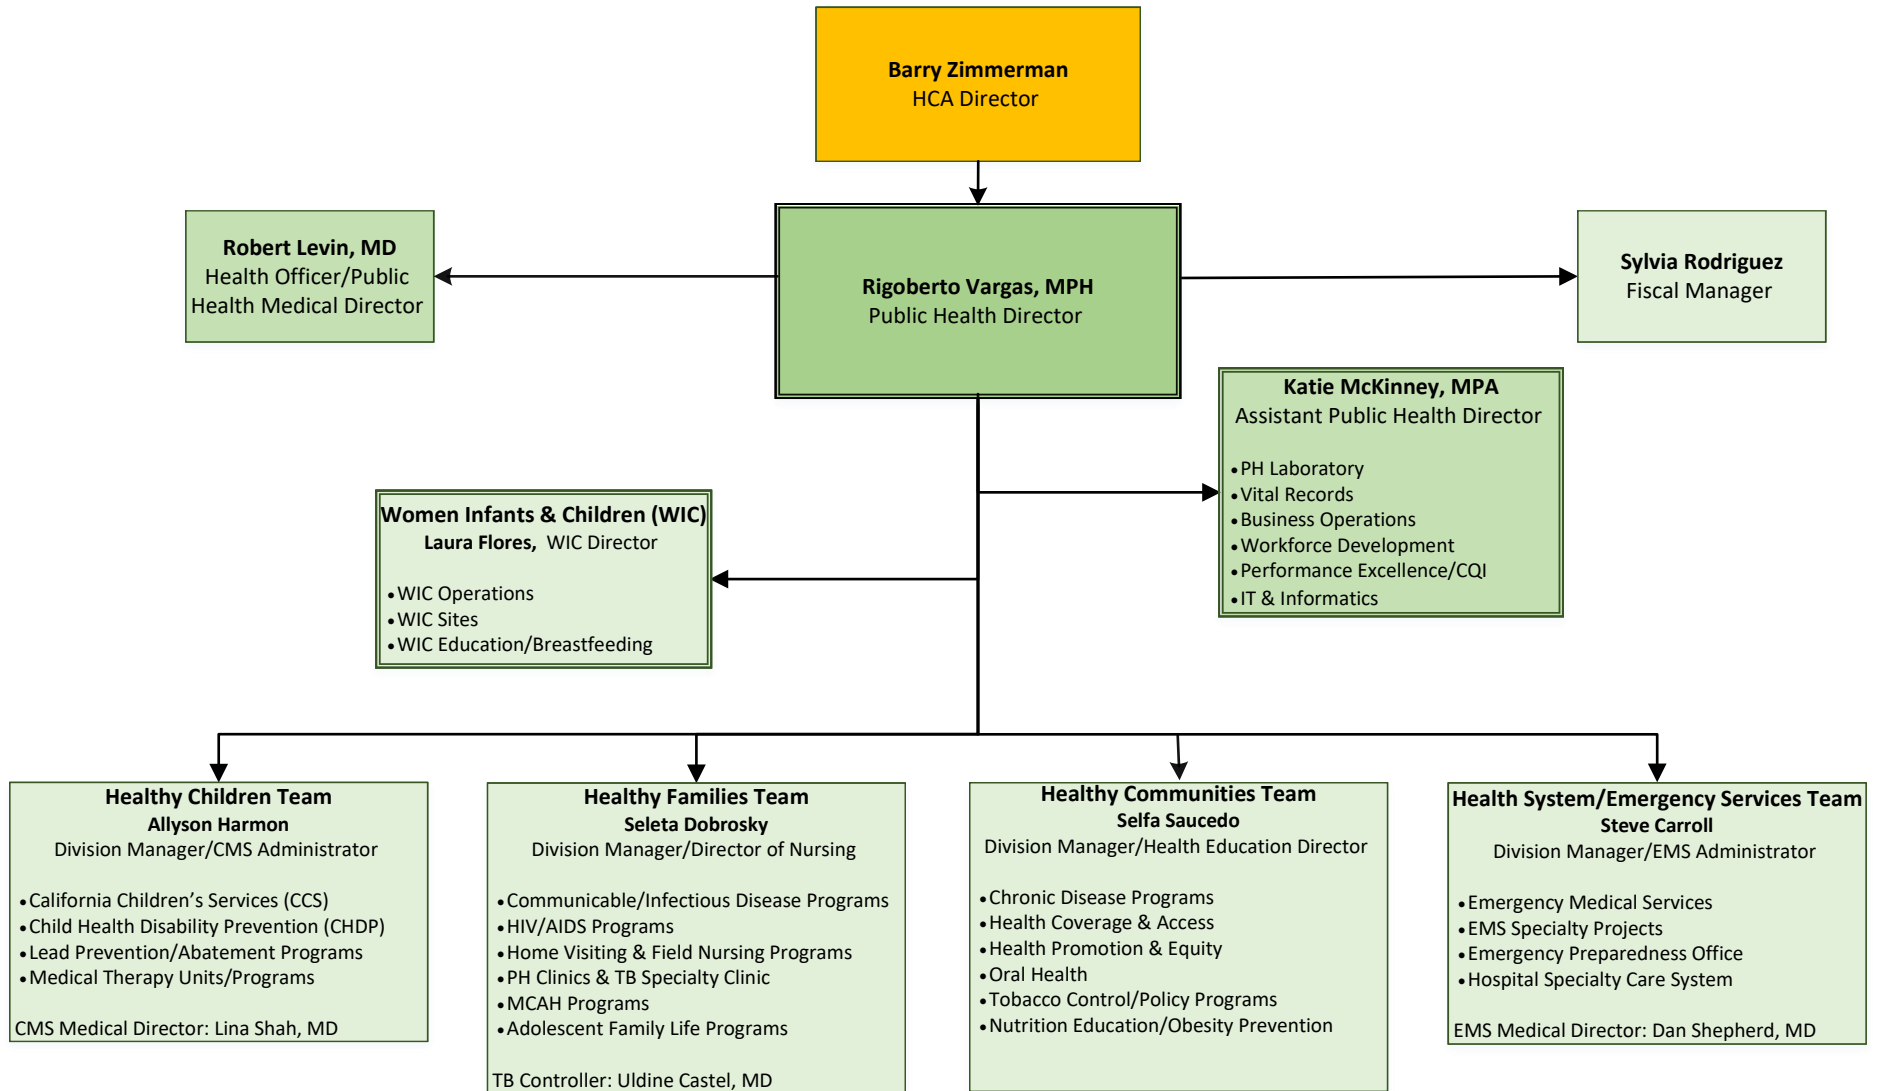 Barry Zimmerman
HCA Director
Robert Levin, MD
Health Officer/Public
Health Medical Director
Rigoberto Vargas, MPH
Public Health Director
Sylvia Rodriguez
Fiscal Manager
Katie McKinney, MPA
Assistant Public Health Director
•PH Laboratory
•Vital Records
•Business Operations
•Workforce Development
•Performance Excellence/CQI
•IT & Informatics
Women Infants & Children (WIC)
Laura Flores, WIC Director
•WIC Operations
•WIC Sites
•WIC Education/Breastfeeding
Healthy Children Team
Allyson Harmon
Division Manager/CMS Administrator
•California Children’s Services (CCS)
•Child Health Disability Prevention (CHDP)
•Lead Prevention/Abatement Programs
•Medical Therapy Units/Programs
CMS Medical Director: Lina Shah, MD
Healthy Families Team
Seleta Dobrosky
Division Manager/Director of Nursing
•Communicable/Infectious Disease Programs
•HIV/AIDS Programs
•Home Visiting & Field Nursing Programs
•PH Clinics & TB Specialty Clinic
•MCAH Programs
•Adolescent Family Life Programs
TB Controller: Uldine Castel, MD
Healthy Communities Team
Selfa Saucedo
Division Manager/Health Education Director
•Chronic Disease Programs
•Health Coverage & Access
•Health Promotion & Equity
•Oral Health
•Tobacco Control/Policy Programs
•Nutrition Education/Obesity Prevention
Health System/Emergency Services Team
Steve Carroll
Division Manager/EMS Administrator
•Emergency Medical Services
•EMS Specialty Projects
•Emergency Preparedness Office
•Hospital Specialty Care System
EMS Medical Director: Dan Shepherd, MD